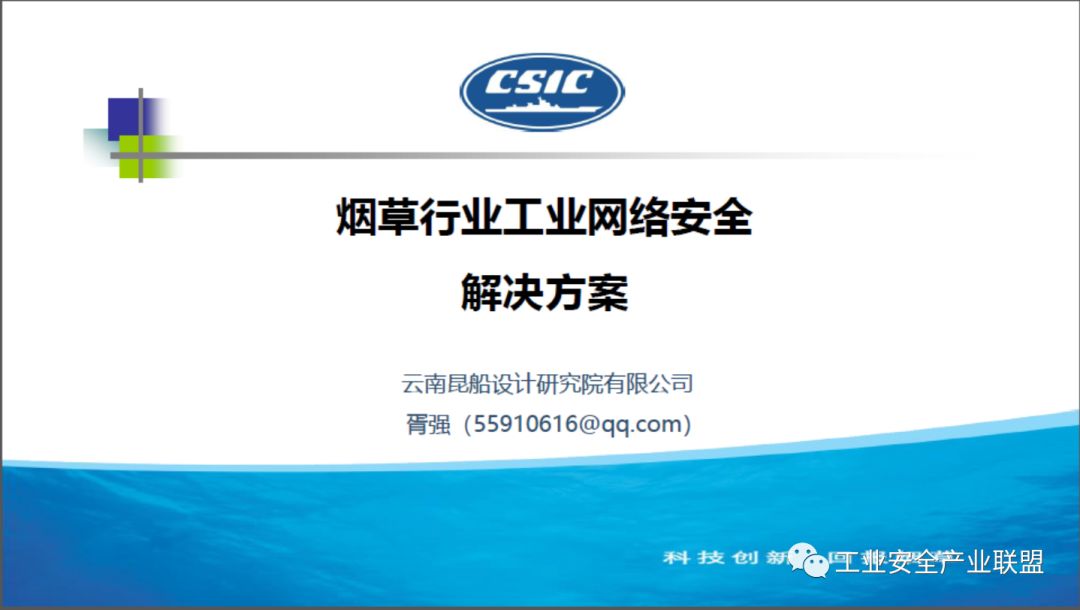 CSIC
烟草行业工业网络安全
解决方案
云南昆船设计研究院有限公司
胥强（55910616@qq.com）
科技创新
工业安全产业联盟